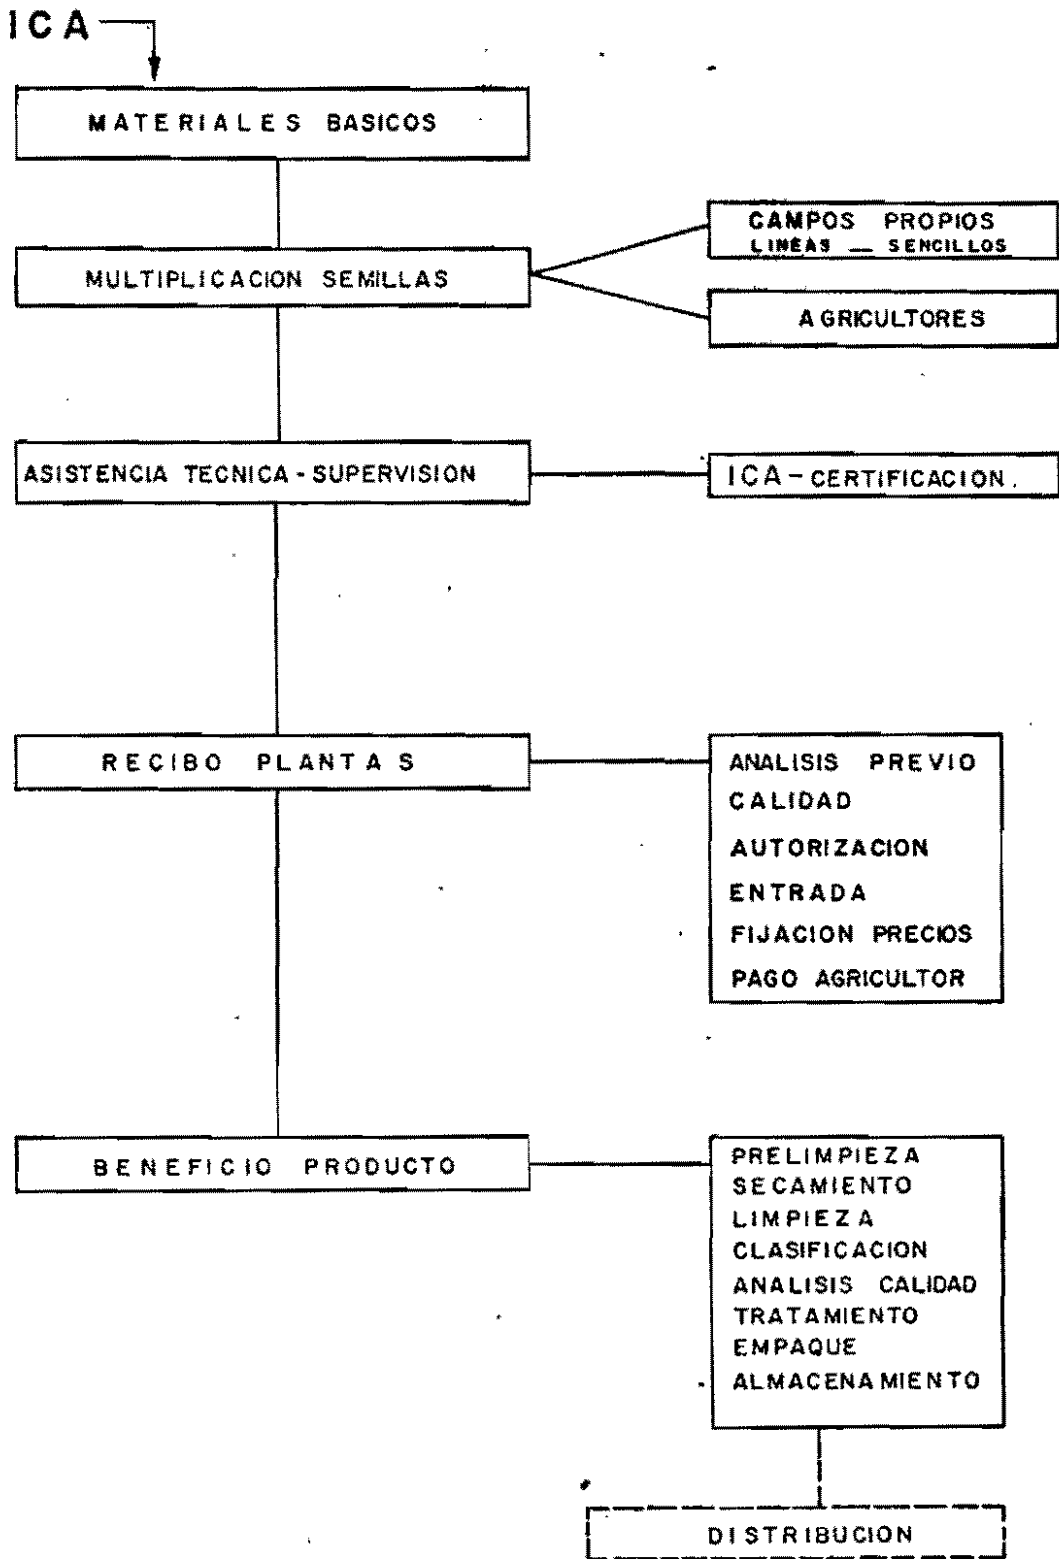 ICA
MATERIALES BASICOS
MULTIPLICACION SEMILLAS
CAMPOS PROPIOS
LINEAS — SENCILLOS
AGRICULTORES
ASISTENCIA TECNICA - SUPERVISION
ICA - CERTIFICACION.
RECIBO PLANTAS
ANALISIS PREVIO
CALIDAD
AUTORIZACION
ENTRADA
FIJACION PRECIOS
PAGO AGRICULTOR
BENEFICIO PRODUCTO
PRELIMPIEZA
SECAMIENTO
LIMPIEZA
CLASIFICACION
ANALISIS CALIDAD
TRATAMIENTO
EMPAQUE
ALMACENAMIENTO
DISTRIBUCION